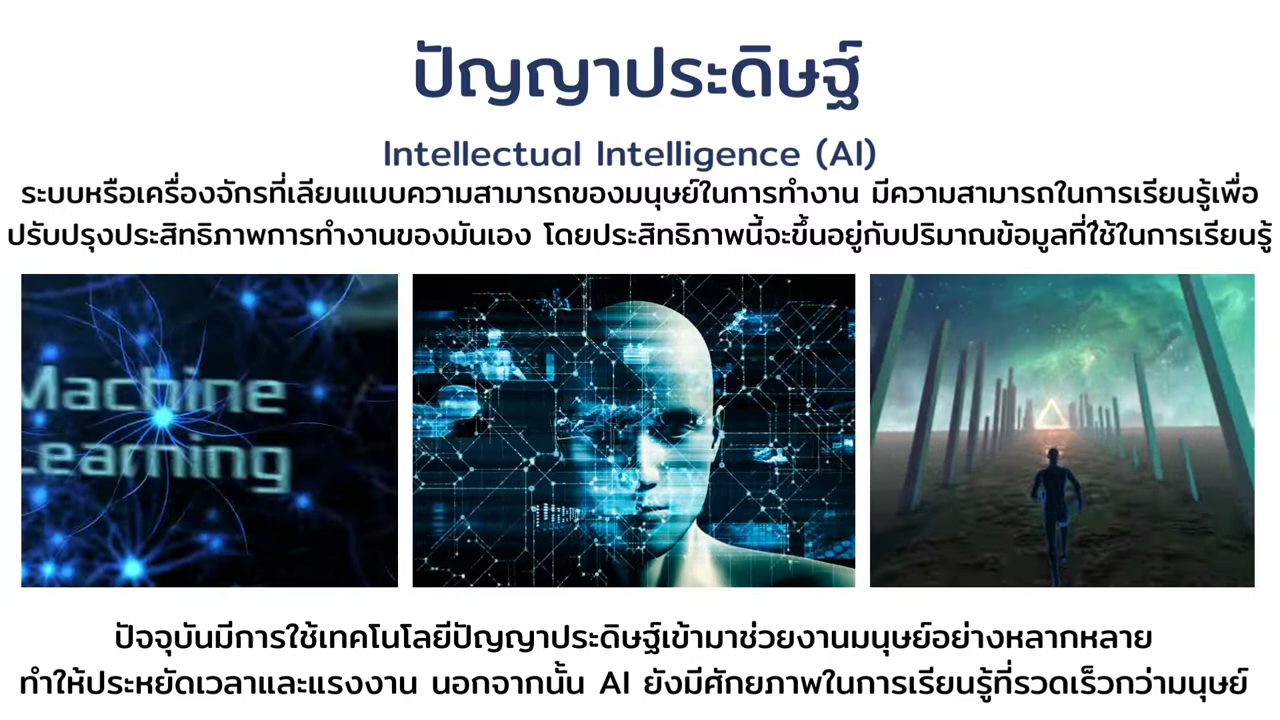 ปัญญาประดิษฐ์
Intellectual Intelligence (AI)
ระบบหรือเครื่องจักรที่เลียนแบบความสามารถของมนุษย์ในการทำงาน มีความสามารถในการเรียนรู้เพื่อ
ปรับปรุงประสิทธิภาพการทำงานของมันเอง โดยประสิทธิภาพนี้จะขึ้นอยู่กับปริมาณข้อมูลที่ใช้ในการเรียนรู้
Machine
Learning
ปัจจุบันมีการใช้เทคโนโลยีปัญญาประดิษฐ์เข้ามาช่วยงานมนุษย์อย่างหลากหลาย
ทำให้ประหยัดเวลาและแรงงาน นอกจากนั้น AI ยังมีศักยภาพในการเรียนรู้ที่รวดเร็วกว่ามนุษย์